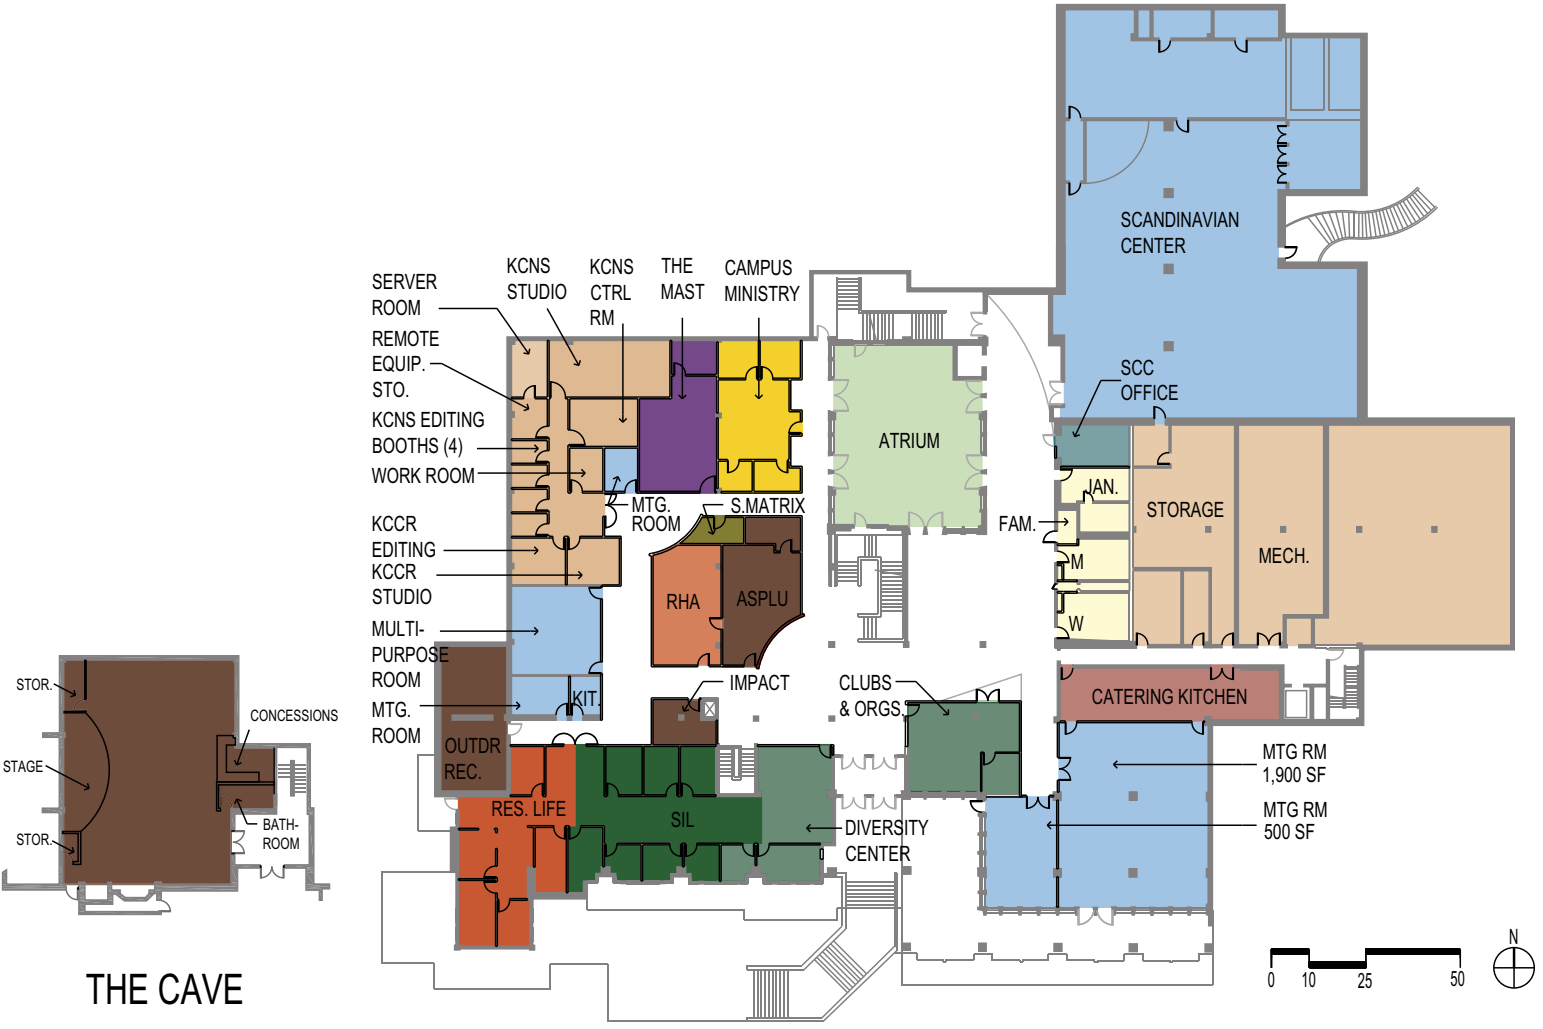 SCANDINAVIAN
CENTER
SERVER
ROOM
KCNS
STUDIO
KCNS
CTRL
RM
THE
MAST
CAMPUS
MINISTRY
REMOTE
EQUIP.
STO.
KCNS EDITING
BOOTHS (4)
WORK ROOM
SCC
OFFICE
ATRIUM
MTG.
ROOM
S.MATRIX
JAN.
FAM.
STORAGE
MECH.
M
W
KCCR
EDITING
KCCR
STUDIO
RHA
ASPLU
MULTI-
PURPOSE
ROOM
MTG.
ROOM
KIT.
IMPACT
CLUBS
& ORGS.
CATERING KITCHEN
OUTDR
REC.
RES. LIFE
SIL
DIVERSITY
CENTER
MTG RM
1,900 SF
MTG RM
500 SF
STOR.
CONCESSIONS
STAGE
STOR.
BATH-
ROOM
THE CAVE
0 10 25 50
N